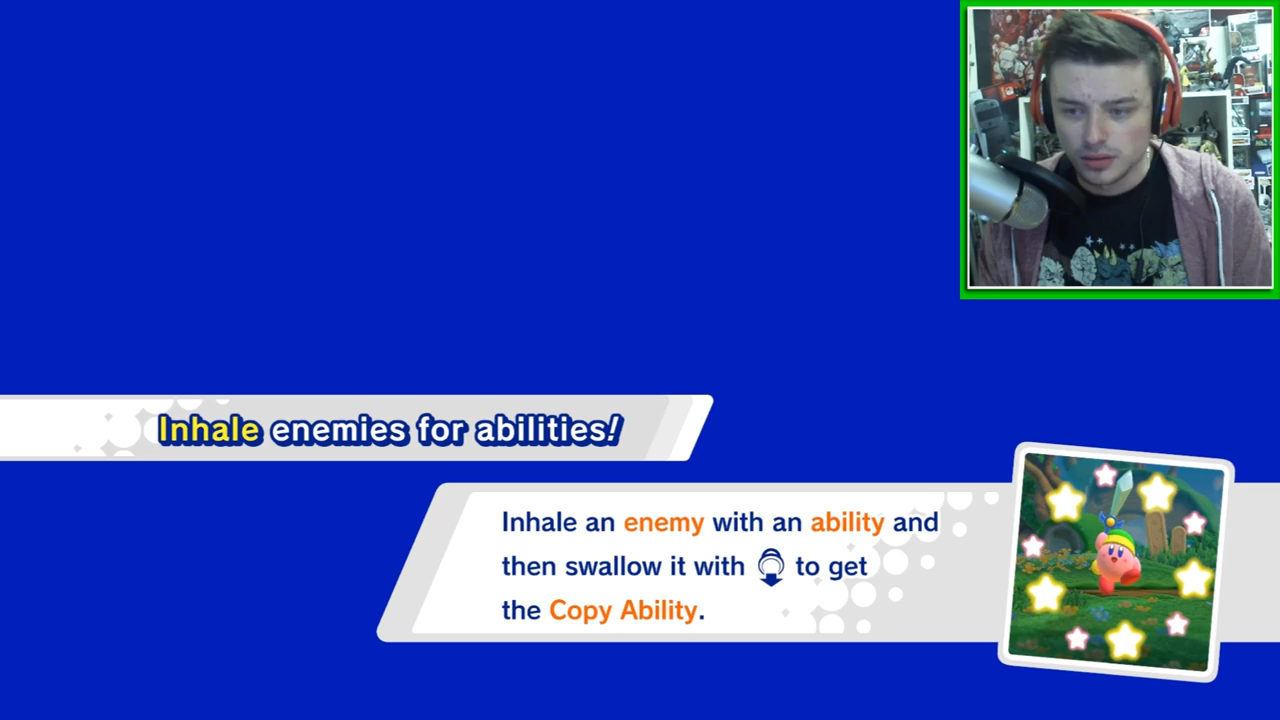 Inhale enemies for abilities!
Inhale an enemy with an ability and
then swallow it with to get
the Copy Ability.